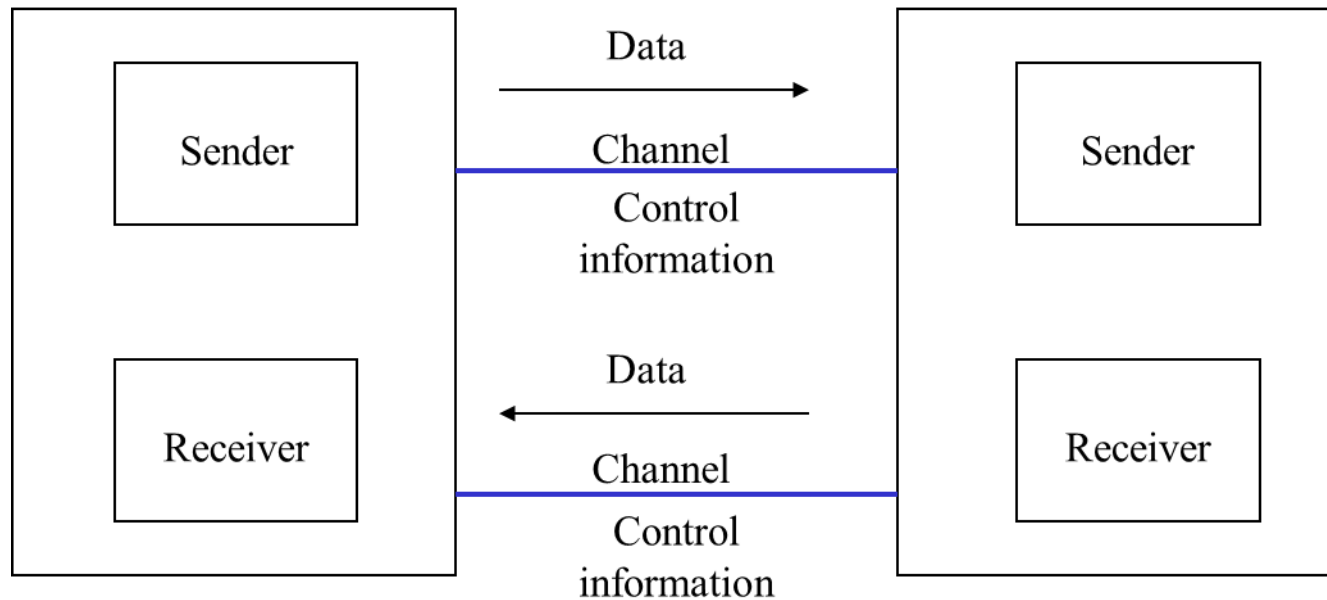 Data
Sender
Channel
Sender
Control
information
Data
Receiver
Channel
Receiver
Control
information